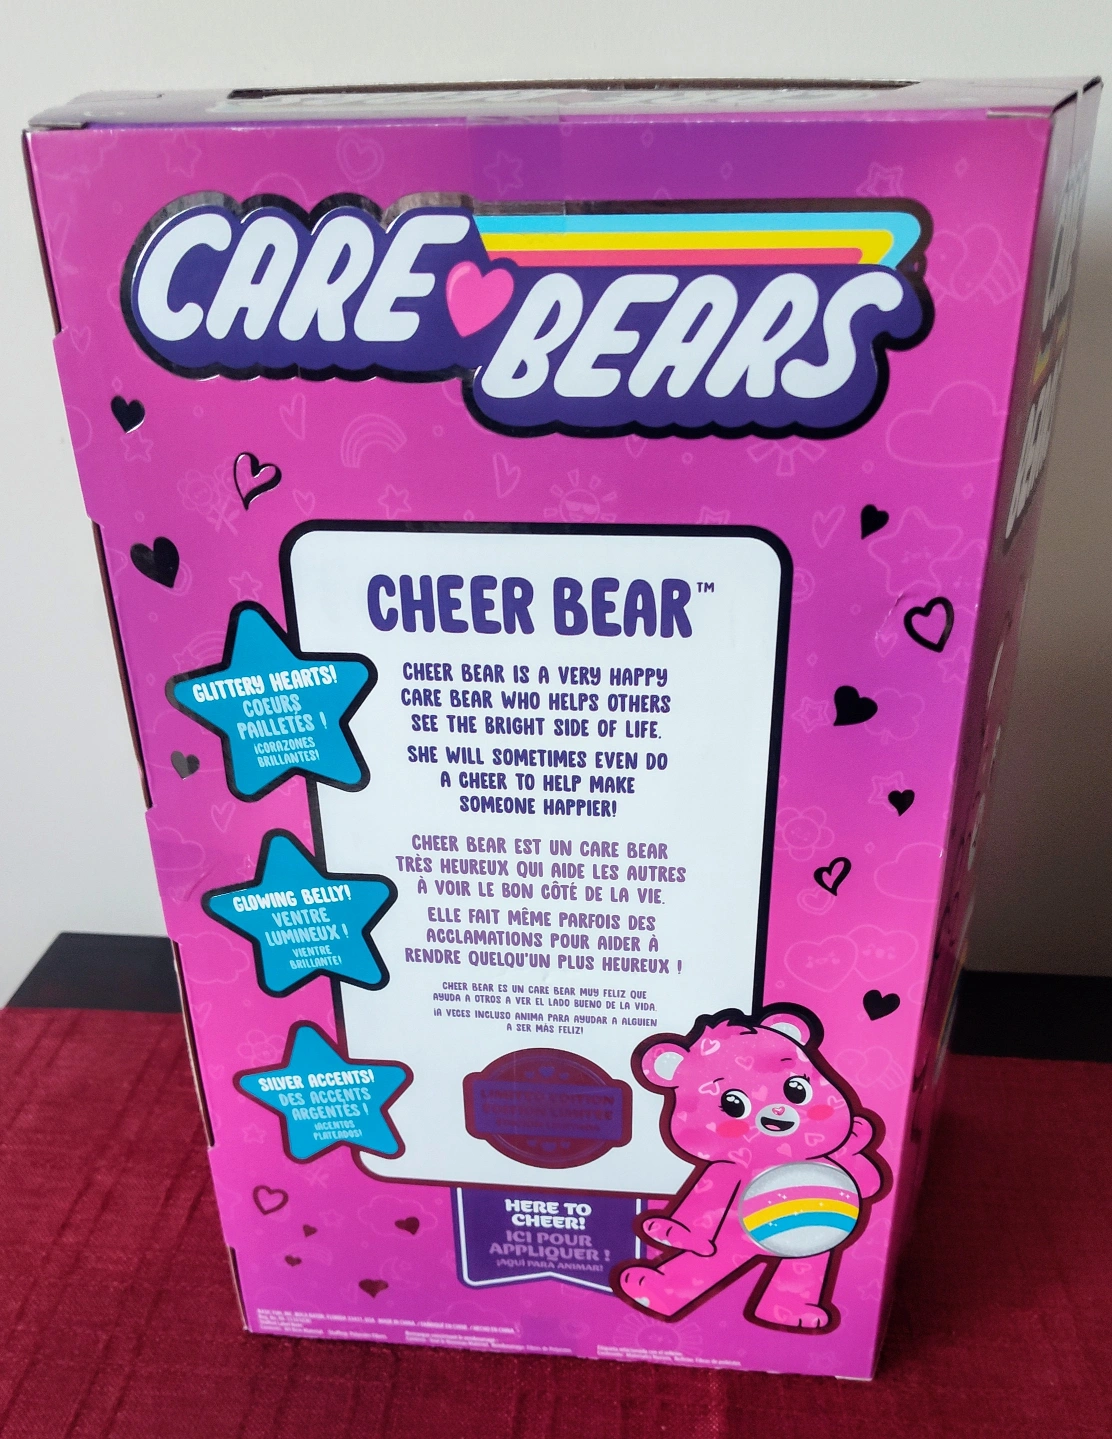 CARE BEARS
CHEER BEAR™
CHEER BEAR IS A VERY HAPPY
CARE BEAR WHO HELPS OTHERS
SEE THE BRIGHT SIDE OF LIFE.
SHE WILL SOMETIMES EVEN DO
A CHEER TO HELP MAKE
SOMEONE HAPPIER!
CHEER BEAR EST UN CARE BEAR
TRÈS HEUREUX QUI AIDE LES AUTRES
À VOIR LE BON CÔTÉ DE LA VIE.
ELLE FAIT MÊME PARFOIS DES
ACCLAMATIONS POUR AIDER À
RENDRE QUELQU'UN PLUS HEUREUX !
CHEER BEAR ES UN CARE BEAR MUY FELIZ QUE
AYUDA A OTROS A VER EL LADO BUENO DE LA VIDA.
¡A VECES INCLUSO ANIMA PARA AYUDAR A ALGUIEN
A SER MÁS FELIZ!
GLITTERY HEARTS!
COEURS
PAILLETÉS !
¡CORAZONES
BRILLANTES!
GLOWING BELLY!
VENTRE
LUMINEUX !
VIENTRE
BRILLANTE!
SILVER ACCENTS!
DES ACCENTS
ARGENTÉS !
¡ACENTOS
PLATEADOS!
LIMITED EDITION
ÉDITION LIMITÉE
HERE TO
CHEER!
ICI POUR
APPLIQUER !
¡AQUÍ PARA ANIMAR!